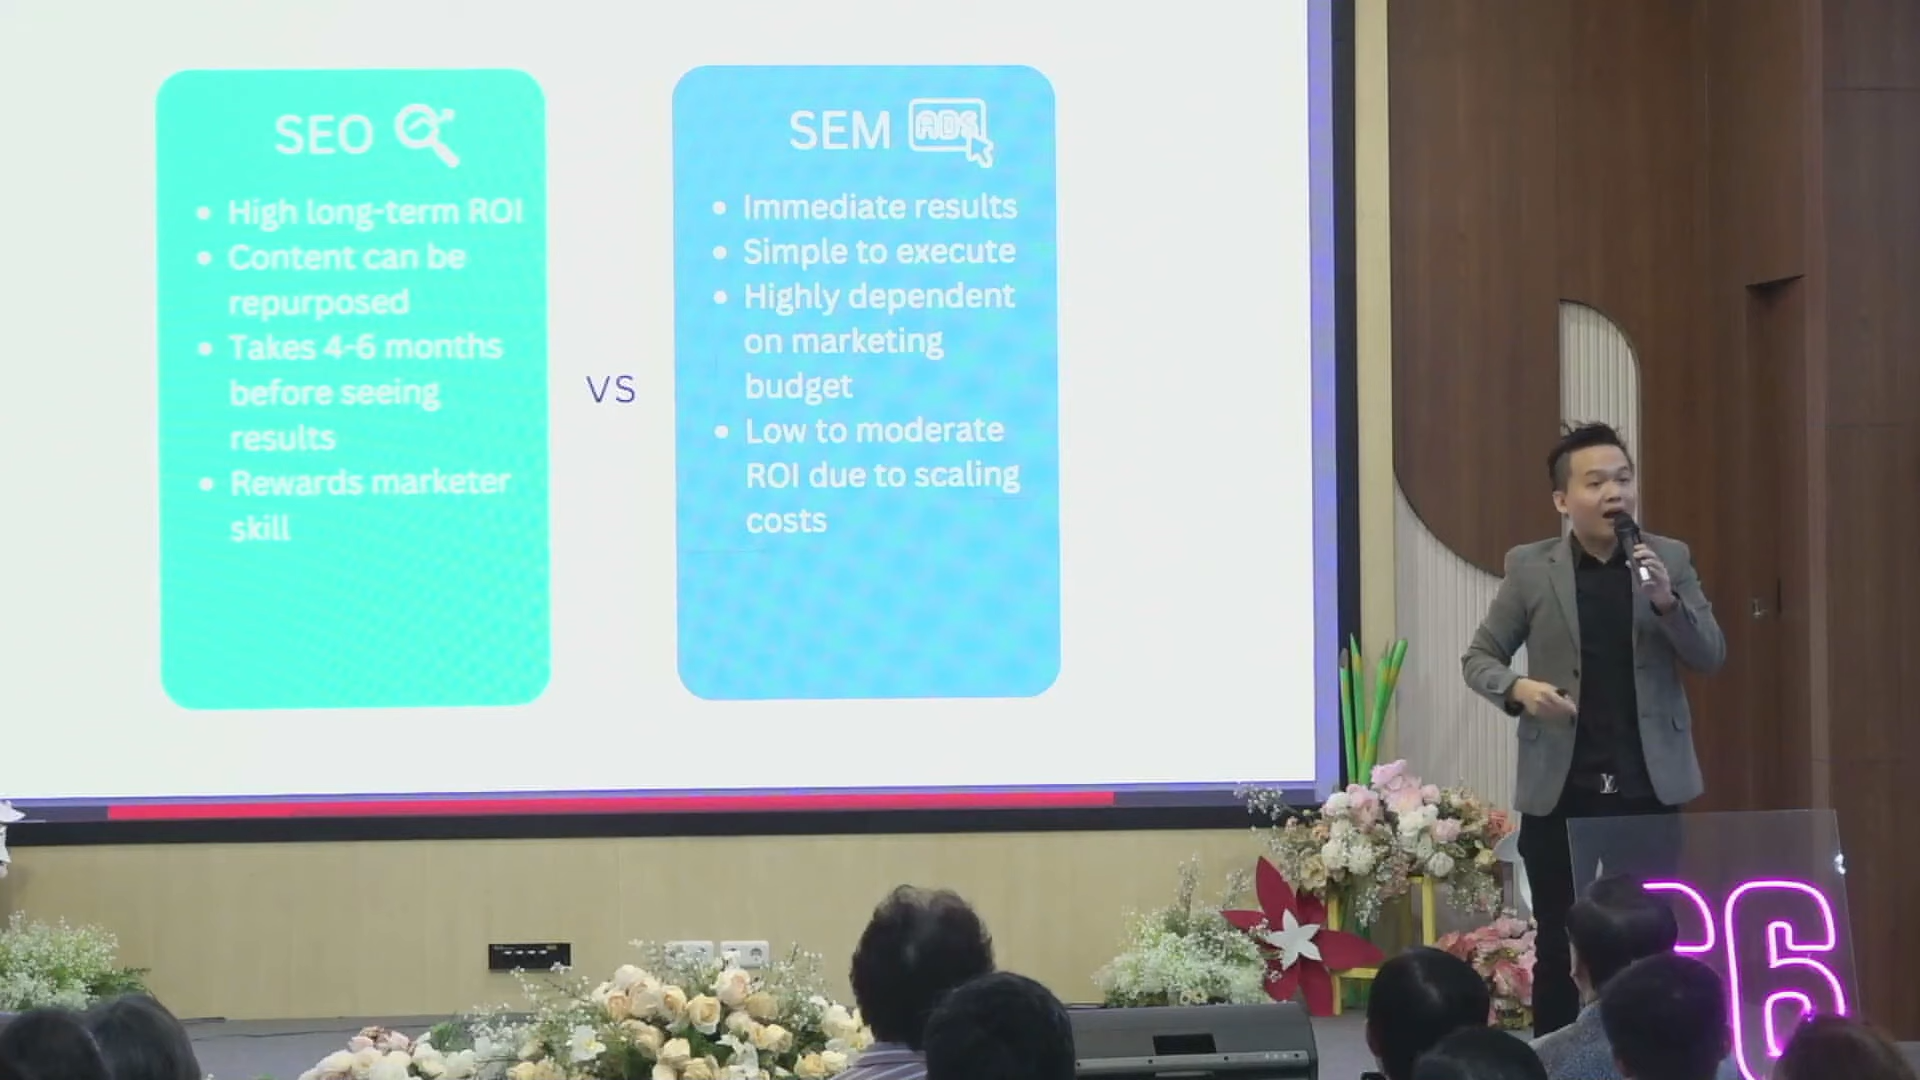 SEO
High long-term ROI
Content can be
repurposed
Takes 4-6 months
before seeing
results
Rewards marketer
skill
VS
SEM ADS
Immediate results
Simple to execute
Highly dependent
on marketing
budget
Low to moderate
ROI due to scaling
costs
6